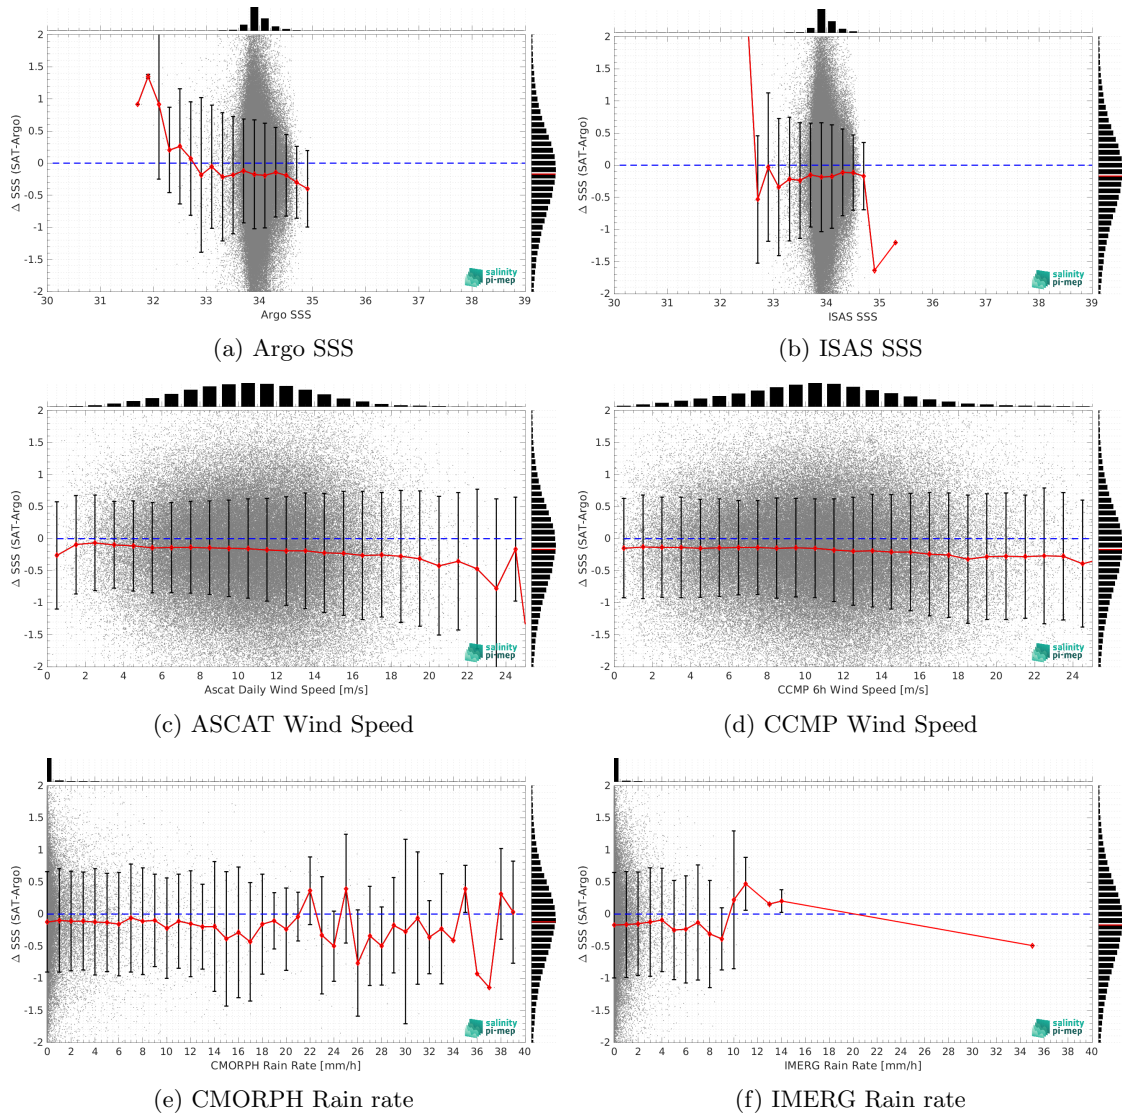 2
1.5
1
0.5
0
-0.5
-1
-1.5
-2
Δ SSS (SAT-Argo)
30 31 32 33 34 35 36 37 38 39
Argo SSS
salinity
pi-mep
(a) Argo SSS
2
1.5
1
0.5
0
-0.5
-1
-1.5
-2
Δ SSS (SAT-Argo)
30 31 32 33 34 35 36 37 38 39
ISAS SSS
salinity
pi-mep
(b) ISAS SSS
2
1.5
1
0.5
0
-0.5
-1
-1.5
-2
Δ SSS (SAT-Argo)
0 2 4 6 8 10 12 14 16 18 20 22 24
Ascat Daily Wind Speed [m/s]
salinity
pi-mep
(c) ASCAT Wind Speed
2
1.5
1
0.5
0
-0.5
-1
-1.5
-2
Δ SSS (SAT-Argo)
0 2 4 6 8 10 12 14 16 18 20 22 24
CCMP 6h Wind Speed [m/s]
salinity
pi-mep
(d) CCMP Wind Speed
2
1.5
1
0.5
0
-0.5
-1
-1.5
-2
Δ SSS (SAT-Argo)
0 2 4 6 8 10 12 14 16 18 20 22 24 26 28 30 32 34 36 38 40
CMORPH Rain Rate [mm/h]
salinity
pi-mep
(e) CMORPH Rain rate
2
1.5
1
0.5
0
-0.5
-1
-1.5
-2
Δ SSS (SAT-Argo)
0 2 4 6 8 10 12 14 16 18 20 22 24 26 28 30 32 34 36 38 40
IMERG Rain Rate [mm/h]
salinity
pi-mep
(f) IMERG Rain rate